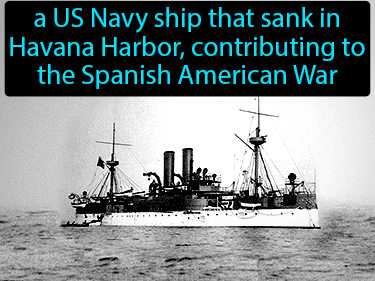 a US Navy ship that sank in
Havana Harbor, contributing to
the Spanish American War